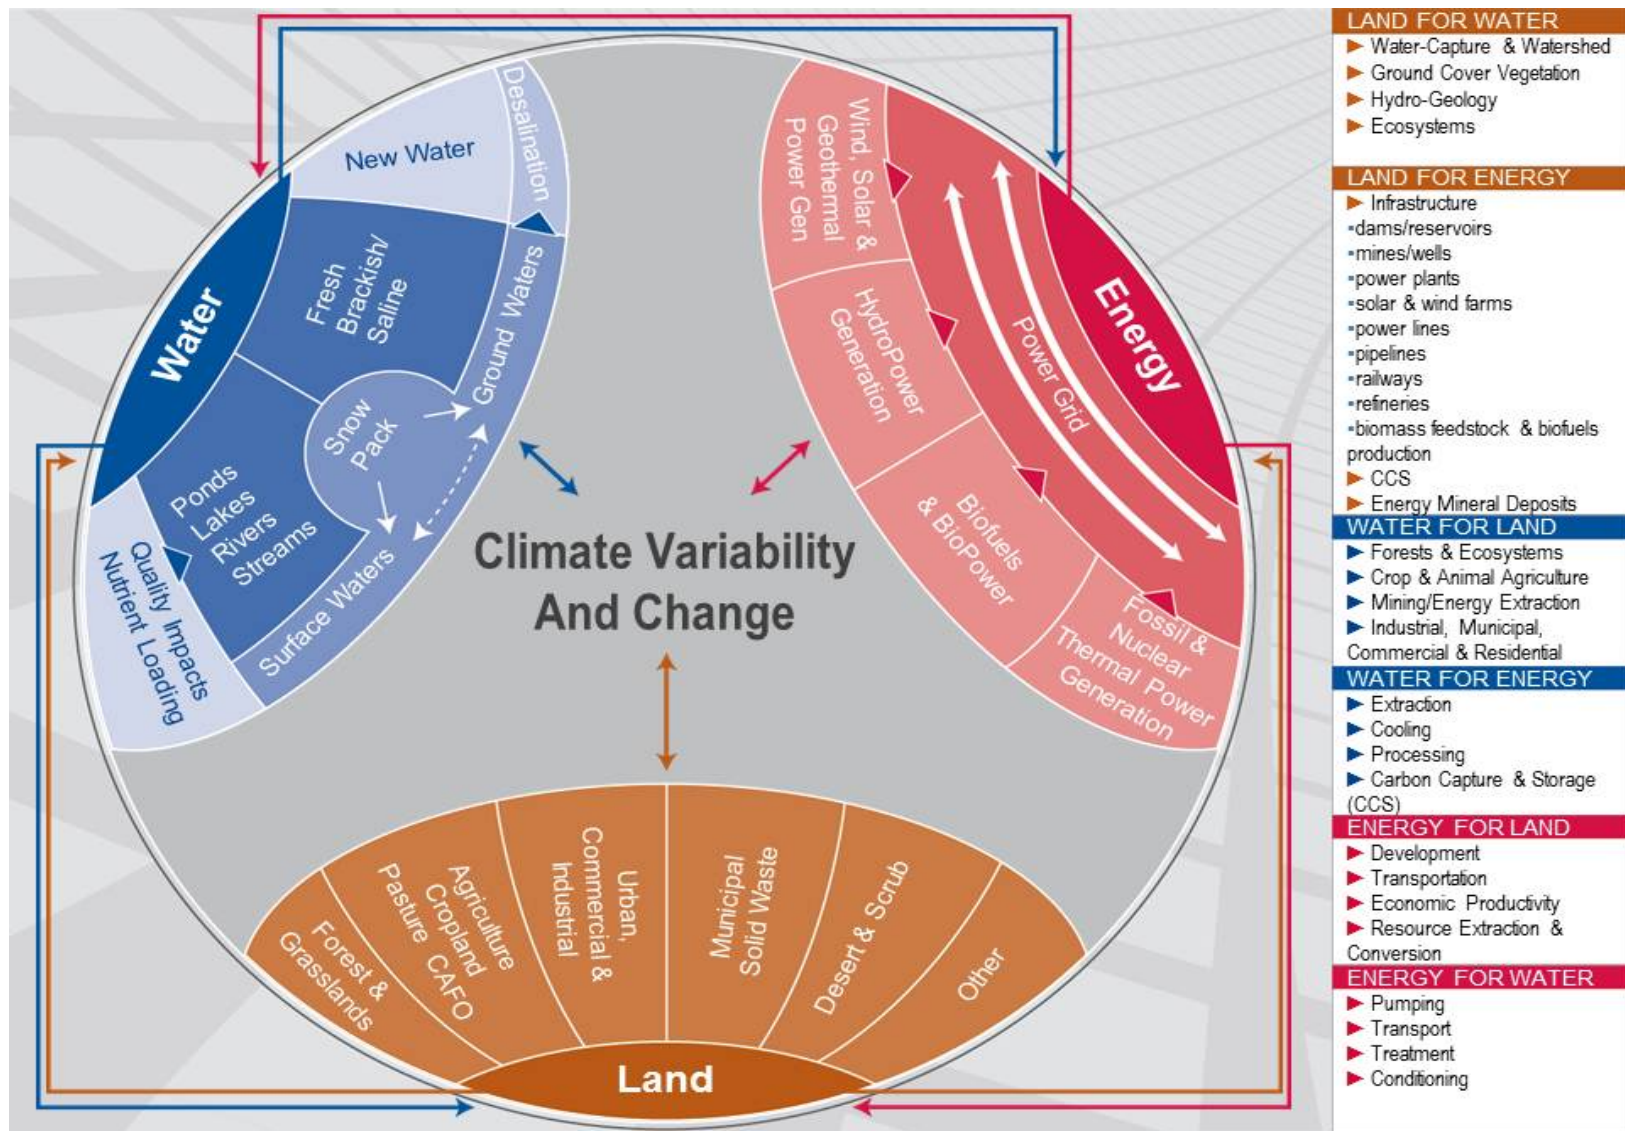 Water
New Water
Desalination
Fresh
Brackish/
Saline
Ground Waters
Snow
Pack
Ponds
Lakes
Rivers
Streams
Surface Waters
Quality Impacts
Nutrient Loading
Energy
Power Grid
Wind, Solar &
Geothermal
Power Gen
HydroPower
Generation
Biofuels
& BioPower
Fossil &
Nuclear
Thermal Power
Generation
Climate Variability
And Change
Forest &
Grasslands
Agriculture
Cropland
Pasture CAFO
Urban,
Commercial &
Industrial
Municipal
Solid Waste
Desert & Scrub
Other
Land
LAND FOR WATER
Water-Capture & Watershed
Ground Cover Vegetation
Hydro-Geology
Ecosystems
LAND FOR ENERGY
Infrastructure
▪dams/reservoirs
▪mines/wells
▪power plants
▪solar & wind farms
▪power lines
▪pipelines
▪railways
▪refineries
▪biomass feedstock & biofuels
production
CCS
Energy Mineral Deposits
WATER FOR LAND
Forests & Ecosystems
Crop & Animal Agriculture
Mining/Energy Extraction
Industrial, Municipal,
Commercial & Residential
WATER FOR ENERGY
Extraction
Cooling
Processing
Carbon Capture & Storage
(CCS)
ENERGY FOR LAND
Development
Transportation
Economic Productivity
Resource Extraction &
Conversion
ENERGY FOR WATER
Pumping
Transport
Treatment
Conditioning